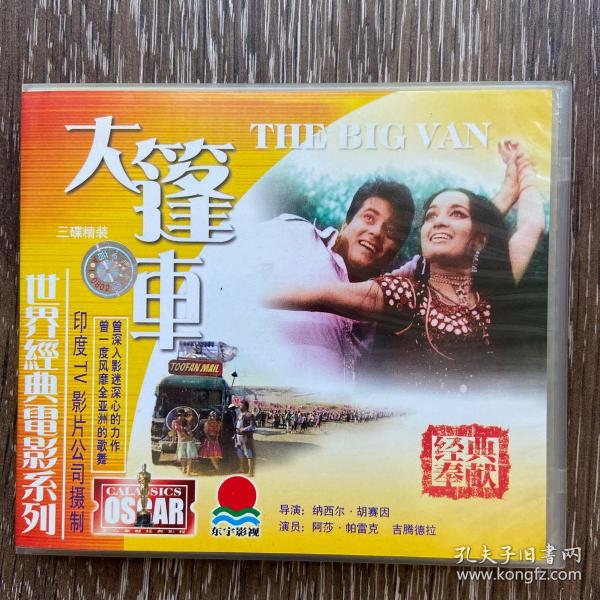 大篷車
THE BIG VAN
三碟精装
世界經典電影系列
印度TV影片公司摄制
曾深入影迷深心的力作
曾一度风靡全亚洲的歌舞
TOOFAN MAIL
经典
奉献
CALASSICS
OSCAR
东宇影视
导演：纳西尔·胡赛因
演员：阿莎·帕雷克 吉腾德拉
孔夫子旧书网
www.kongfz.com